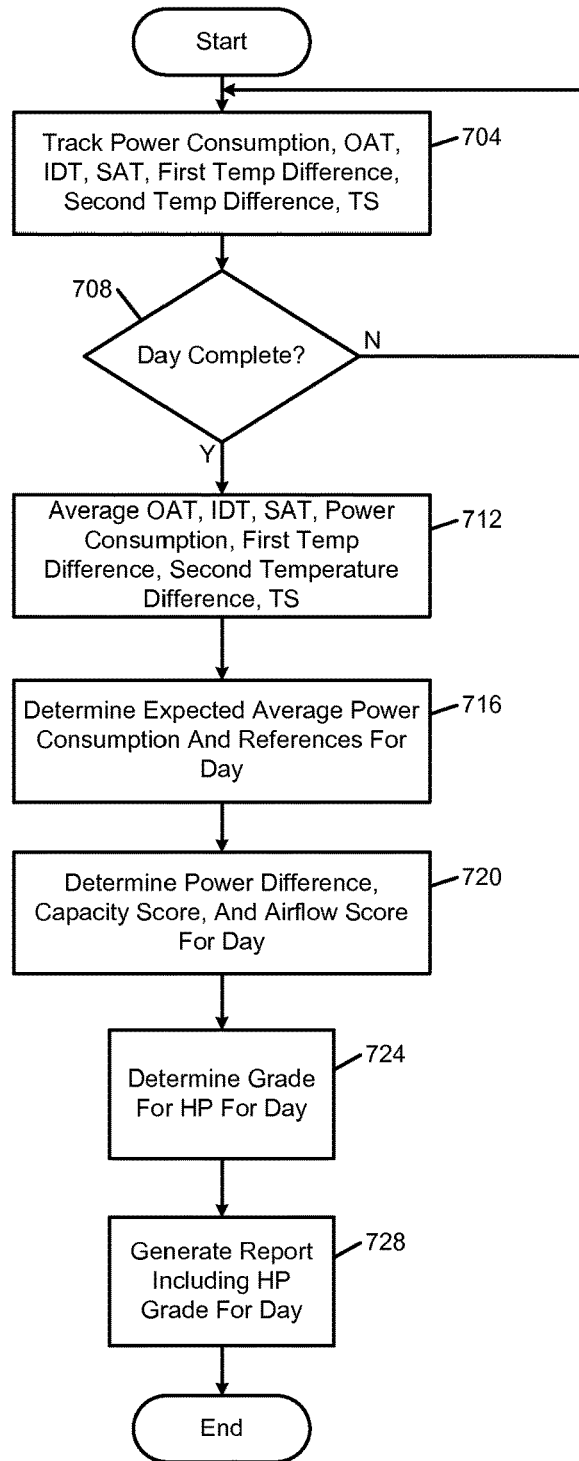 Start
Track Power Consumption, OAT,
IDT, SAT, First Temp Difference,
Second Temp Difference, TS
704
708
Day Complete?
N
Y
Average OAT, IDT, SAT, Power
Consumption, First Temp
Difference, Second Temperature
Difference, TS
712
Determine Expected Average Power
Consumption And References For
Day
716
Determine Power Difference,
Capacity Score, And Airflow Score
For Day
720
Determine Grade
For HP For Day
724
Generate Report
Including HP
Grade For Day
728
End